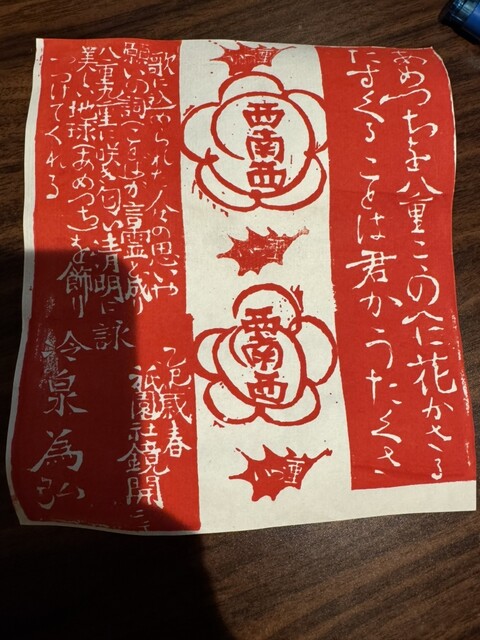 あめつちを八重こゝのへに花かさる
たすくることは君かうたくさ
西南西
西南西
歌に込められた人々の思いや
願いの詞(ことば)が言霊と成り
八重九重に咲き匂い清明に詠
美しい地球(あめつち)を飾り
つづけてくれる
乙巳歳春
祇園社鏡開
冷泉為弘